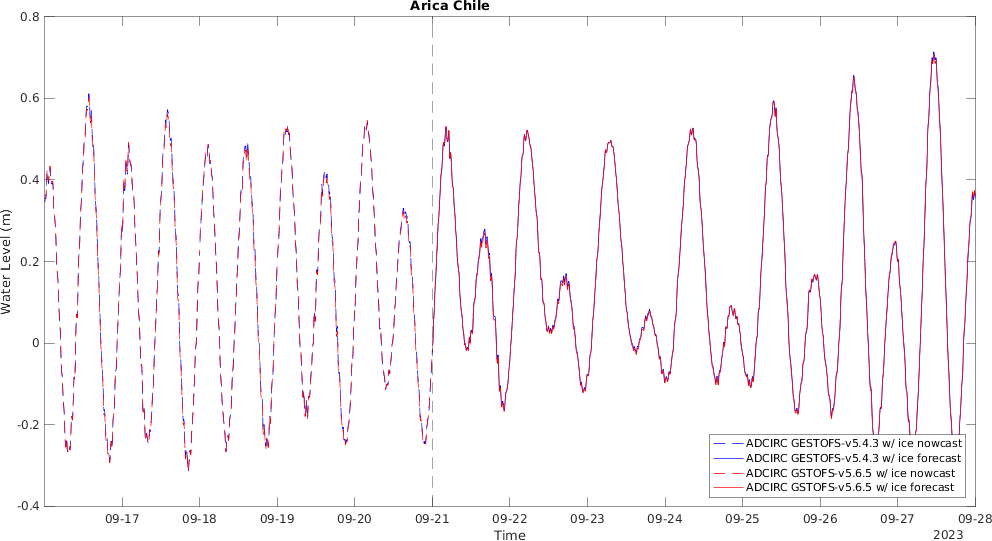 Arica Chile
Water Level (m)
0.8
0.6
0.4
0.2
0
-0.2
-0.4
ADCIRC GESTOFS-v5.4.3 w/ ice nowcast
ADCIRC GESTOFS-v5.4.3 w/ ice forecast
ADCIRC GSTOFS-v5.6.5 w/ ice nowcast
ADCIRC GSTOFS-v5.6.5 w/ ice forecast
09-17 09-18 09-19 09-20 09-21 09-22 09-23 09-24 09-25 09-26 09-27 09-28
Time
2023